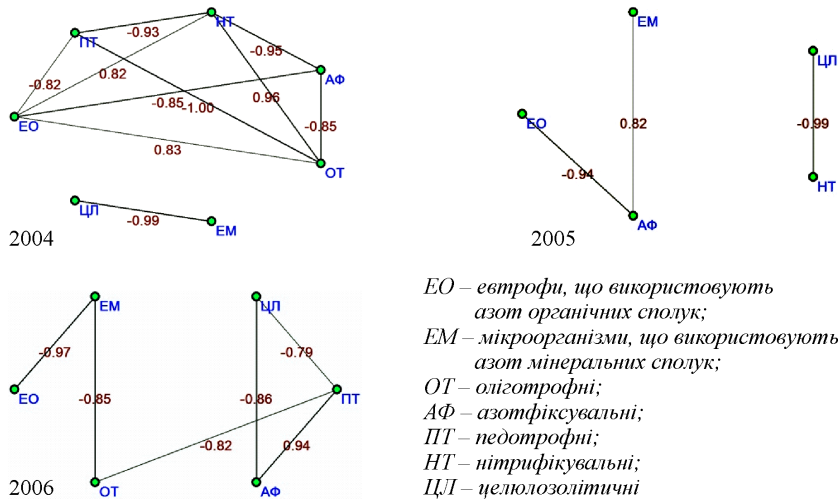 НТ
-0.93
ПТ
-0.95
-0.82
0.82
АФ
-0.85
-1.00
0.96
ЕО
-0.85
0.83
ОТ
ЦЛ
-0.99
ЕМ
2004
ЕМ
ЦЛ
ЕО
0.82
-0.99
-0.94
НТ
АФ
2005
ЕМ
ЦЛ
-0.97
-0.79
ЕО
-0.85
-0.86
ПТ
-0.82
0.94
2006
ОТ
АФ
ЕО – евтрофи, що використовують
азот органічних сполук;
ЕМ – мікроорганізми, що використовують
азот мінеральних сполук;
ОТ – оліготрофні;
АФ – азотфіксувальні;
ПТ – педотрофні;
НТ – нітрифікувальні;
ЦЛ – целюлозолітичні